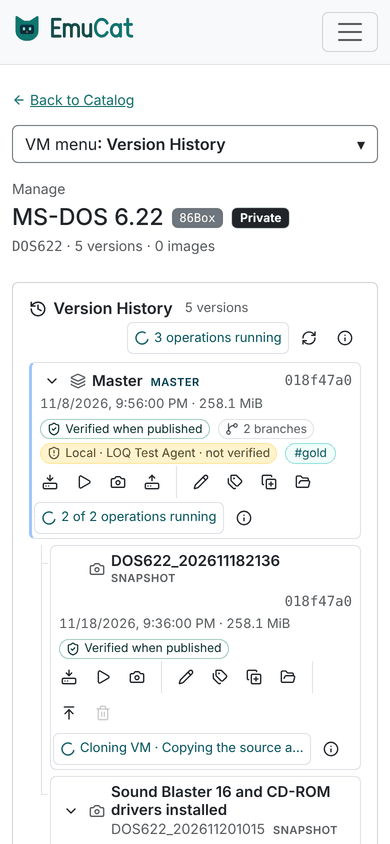 EmuCat
← Back to Catalog
VM menu: Version History ▼
Manage
MS-DOS 6.22 86Box Private
DOS622 · 5 versions · 0 images
Version History 5 versions
3 operations running
Master MASTER 018f47a0
11/8/2026, 9:56:00 PM · 258.1 MiB
Verified when published 2 branches
Local · LOQ Test Agent · not verified #gold
2 of 2 operations running
DOS622_202611182136
SNAPSHOT
018f47a0
11/18/2026, 9:36:00 PM · 258.1 MiB
Verified when published
Cloning VM · Copying the source a...
Sound Blaster 16 and CD-ROM
drivers installed
DOS622_202611201015 SNAPSHOT